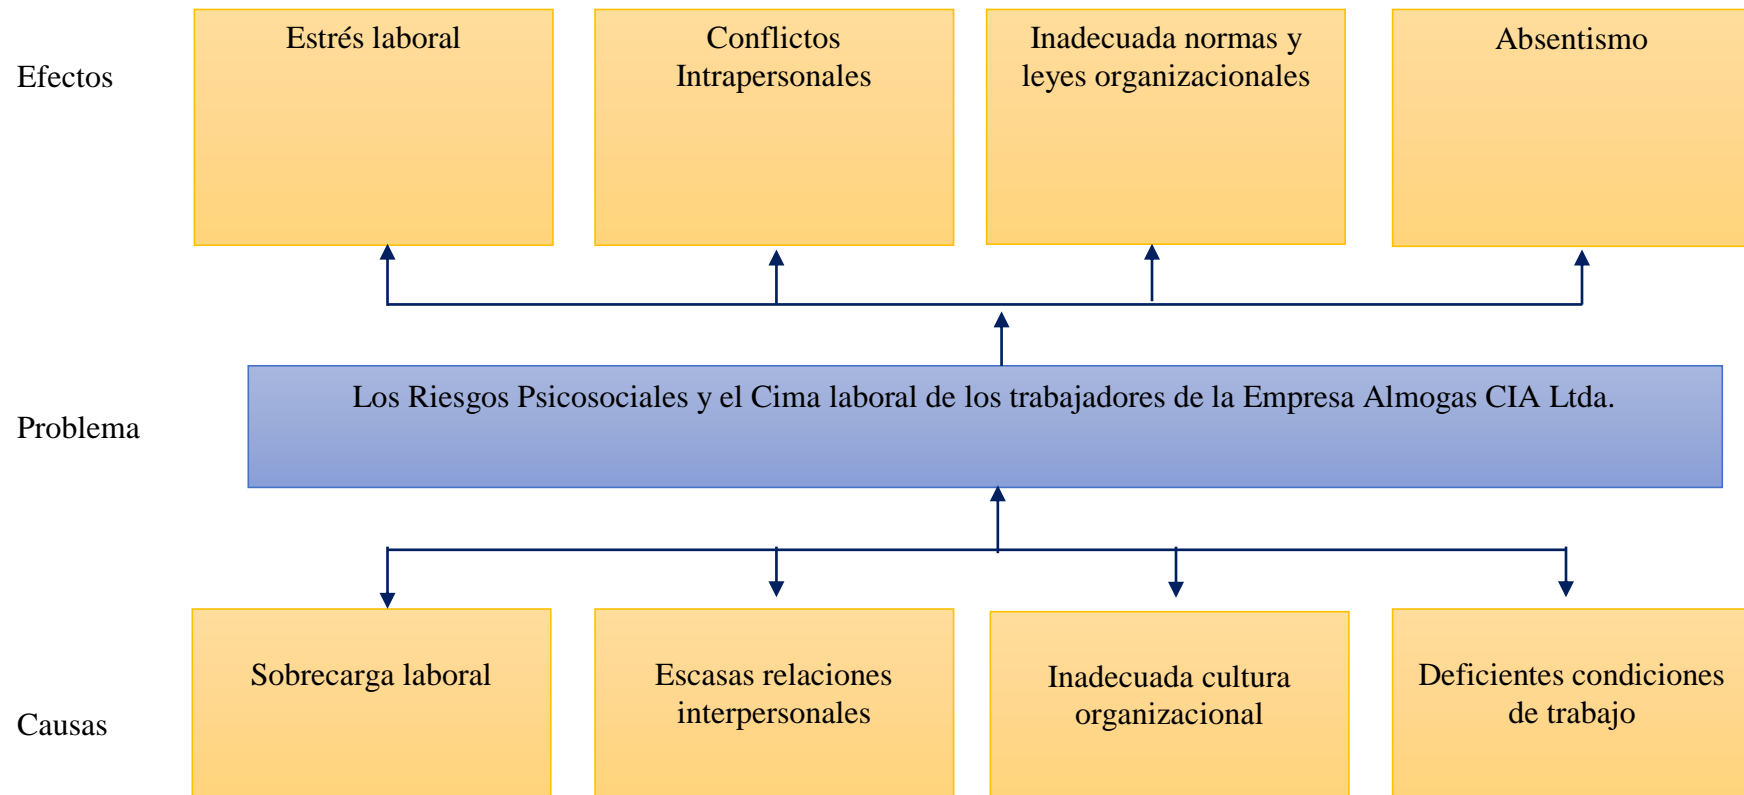 Efectos
Estrés laboral
Conflictos
Intrapersonales
Inadecuada normas y
leyes organizacionales
Absentismo
Problema
Los Riesgos Psicosociales y el Cima laboral de los trabajadores de la Empresa Almogas CIA Ltda.
Causas
Sobrecarga laboral
Escasas relaciones
interpersonales
Inadecuada cultura
organizacional
Deficientes condiciones
de trabajo